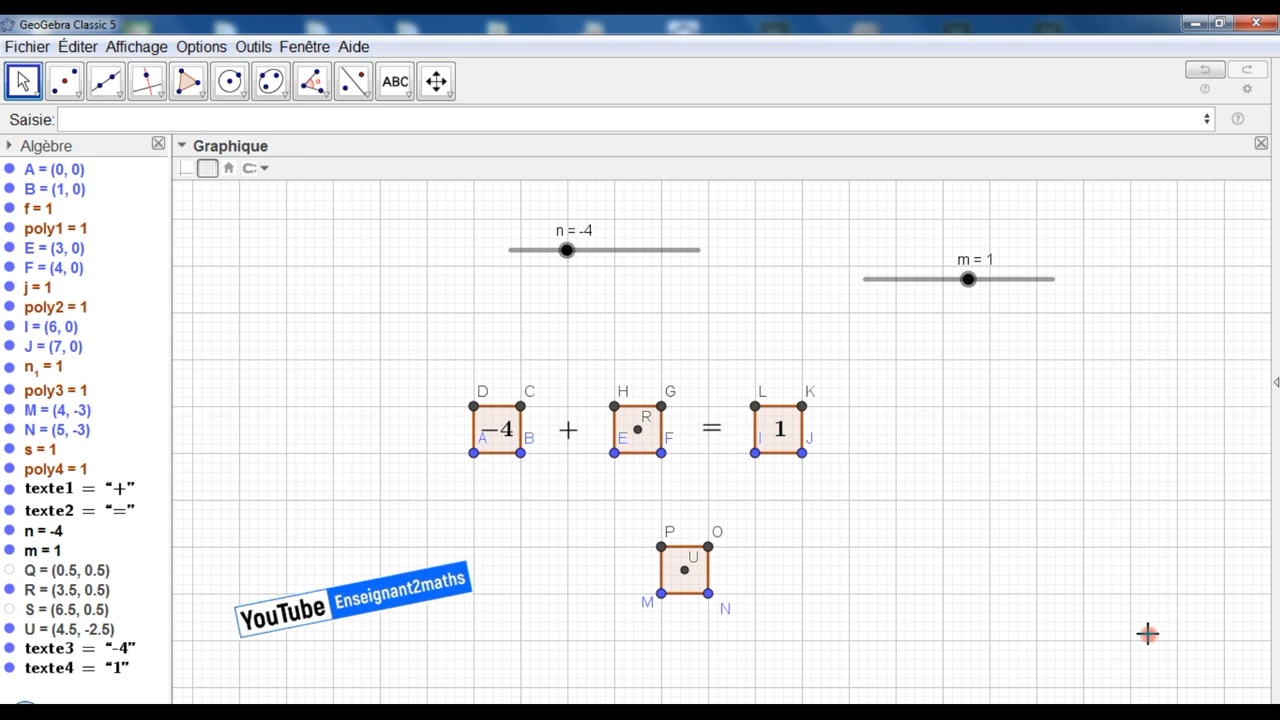 GeoGebra Classic 5
Fichier Éditer Affichage Options Outils Fenêtre Aide
ABC
Saisie:
Algèbre
Graphique
A = (0, 0)
B = (1, 0)
f = 1
poly1 = 1
E = (3, 0)
F = (4, 0)
j = 1
poly2 = 1
I = (6, 0)
J = (7, 0)
n₁ = 1
poly3 = 1
M = (4, -3)
N = (5, -3)
s = 1
poly4 = 1
texte1 = “+”
texte2 = “=”
n = -4
m = 1
Q = (0.5, 0.5)
R = (3.5, 0.5)
S = (6.5, 0.5)
U = (4.5, -2.5)
texte3 = “-4”
texte4 = “1”
n = -4
m = 1
D C H G L K
−4 + R = 1
A B E F I J
P O
U
M N
YouTube Enseignant2maths